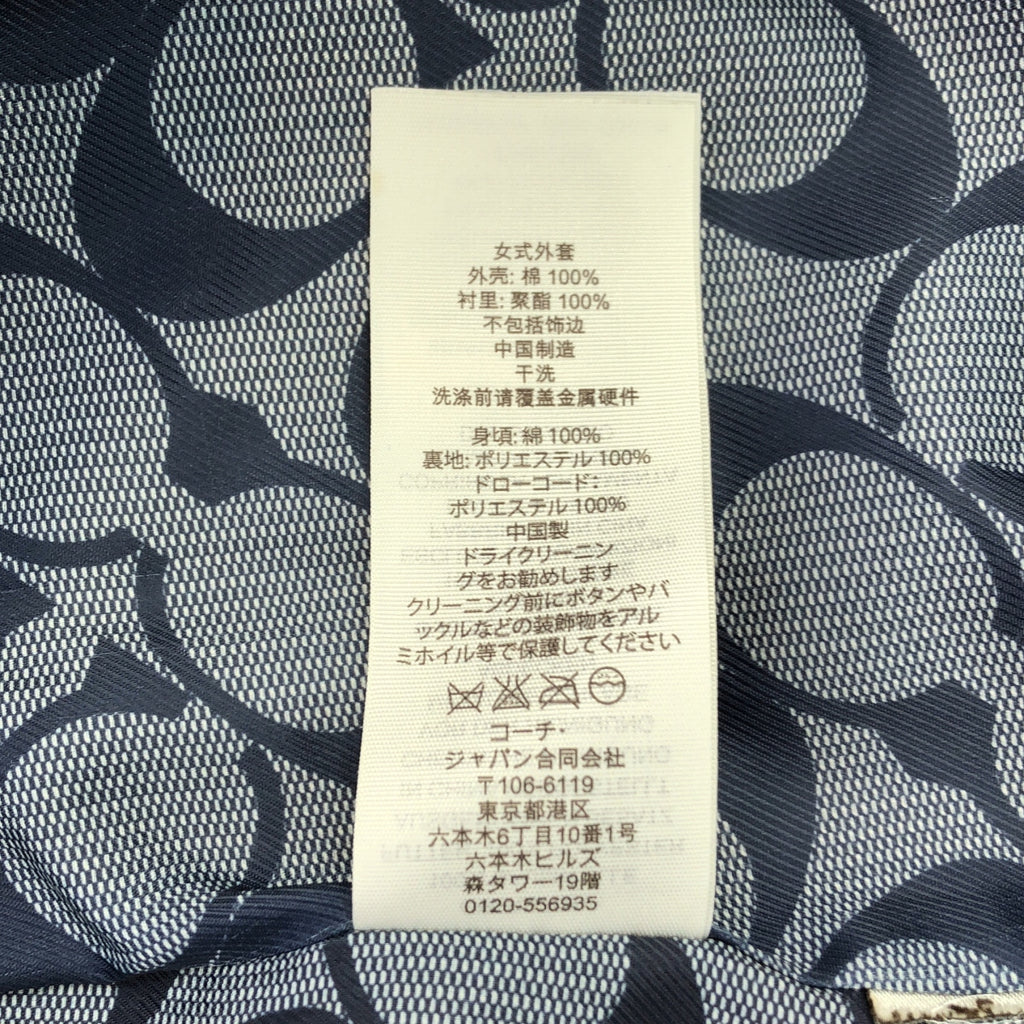 女式外套
外壳: 棉 100%
衬里: 聚酯 100%
不包括饰边
中国制造
干洗
洗涤前请覆盖金属硬件
身頃: 綿 100%
裏地: ポリエステル 100%
ドローコード:
ポリエステル 100%
中国製
ドライクリーニン
グをお勧めします
クリーニング前にボタンやバ
ックルなどの装飾物をアル
ミホイル等で保護してください
コーチ・
ジャパン合同会社
〒106-6119
東京都港区
六本木6丁目10番1号
六本木ヒルズ
森タワー19階
0120-556935